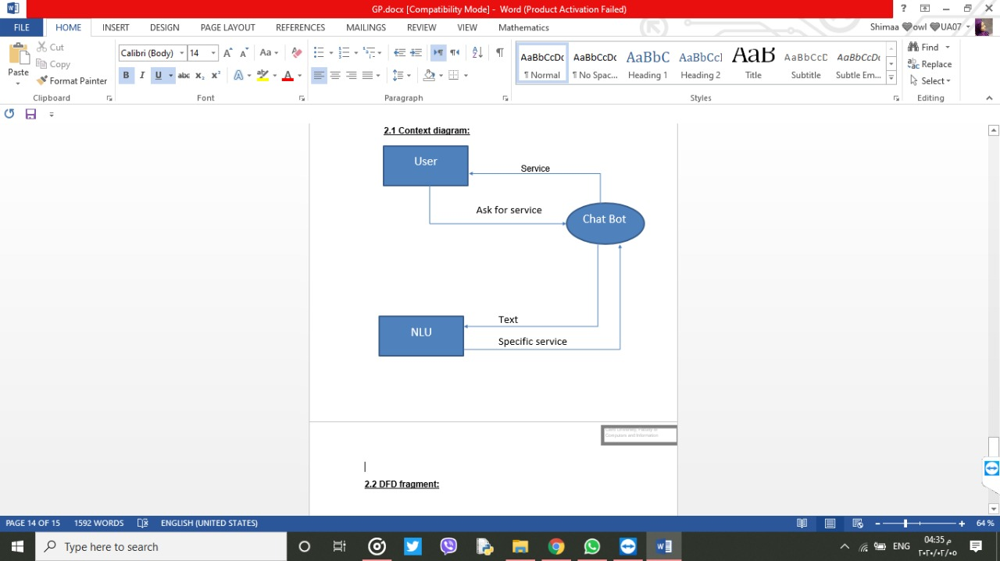 GP.docx [Compatibility Mode] - Word (Product Activation Failed)
FILE HOME INSERT DESIGN PAGE LAYOUT REFERENCES MAILINGS REVIEW VIEW Mathematics Shimaa ♥owl ♥UA07
Paste
Cut
Copy
Format Painter
Clipboard
Calibri (Body) 14
Font
Paragraph
AaBbCcDc AaBbCcDc AaBbC AaBbCcl AaB AaBbCcD AaBbCcDc
¶ Normal ¶ No Spac... Heading 1 Heading 2 Title Subtitle Subtle Em...
Styles
Find
Replace
Select
Editing
2.1 Context diagram:
User
Service
Ask for service
Chat Bot
Text
NLU
Specific service
Cairo University, Faculty of
Computers and Information
2.2 DFD fragment:
PAGE 14 OF 15 1592 WORDS ENGLISH (UNITED STATES) 64 %
Type here to search
ENG
04:35 م
٢٠٢٠/٠٢/٠٥